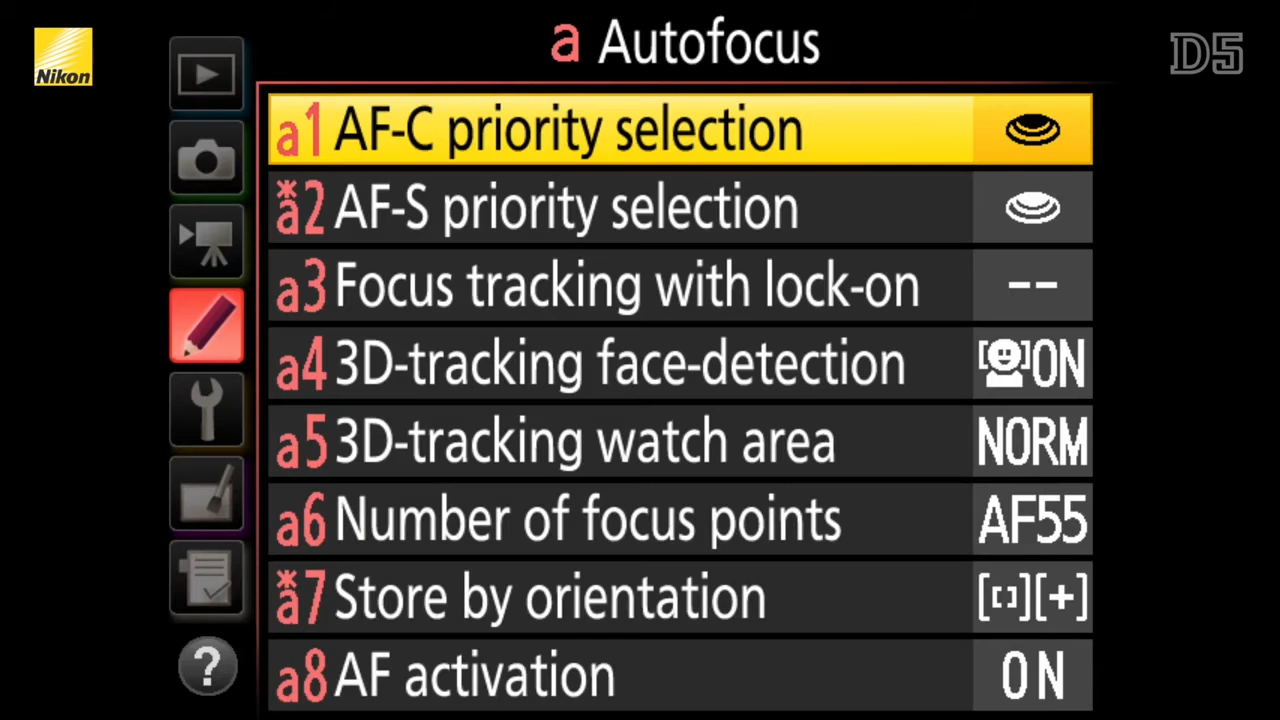 Nikon
D5
a Autofocus
a1 AF-C priority selection
*a2 AF-S priority selection
a3 Focus tracking with lock-on --
a4 3D-tracking face-detection ON
a5 3D-tracking watch area NORM
a6 Number of focus points AF55
*a7 Store by orientation [[ ]][+]
a8 AF activation ON
?